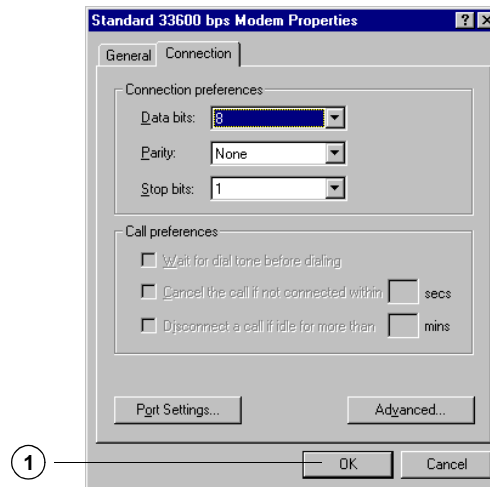 Standard 33600 bps Modem Properties
General Connection
Connection preferences
Data bits: 8
Parity: None
Stop bits: 1
Call preferences
Wait for dial tone before dialing
Cancel the call if not connected within secs
Disconnect a call if idle for more than mins
Port Settings... Advanced...
1 OK Cancel